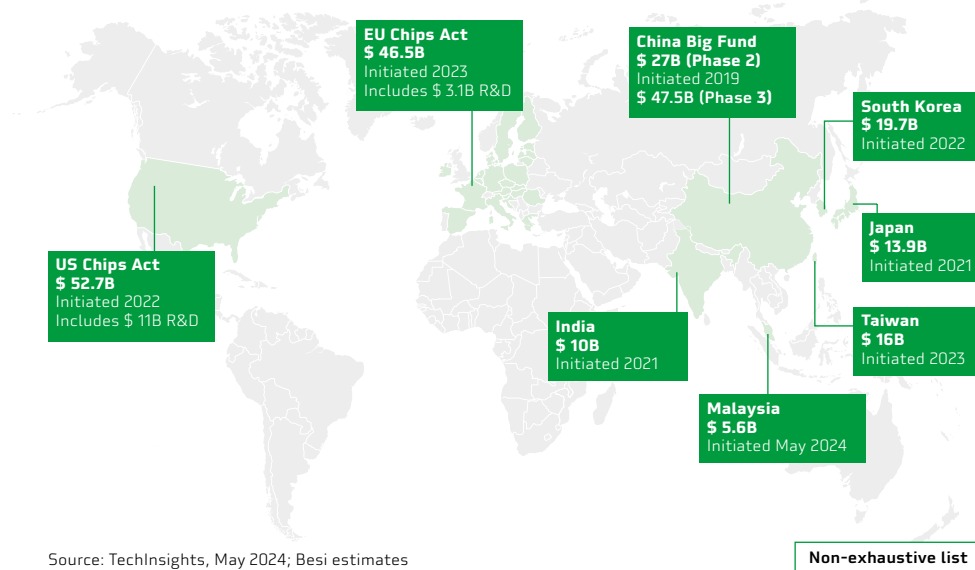 EU Chips Act
$ 46.5B
Initiated 2023
Includes $ 3.1B R&D
China Big Fund
$ 27B (Phase 2)
Initiated 2019
$ 47.5B (Phase 3)
South Korea
$ 19.7B
Initiated 2022
Japan
$ 13.9B
Initiated 2021
US Chips Act
$ 52.7B
Initiated 2022
Includes $ 11B R&D
India
$ 10B
Initiated 2021
Taiwan
$ 16B
Initiated 2023
Malaysia
$ 5.6B
Initiated May 2024
Source: TechInsights, May 2024; Besi estimates
Non-exhaustive list